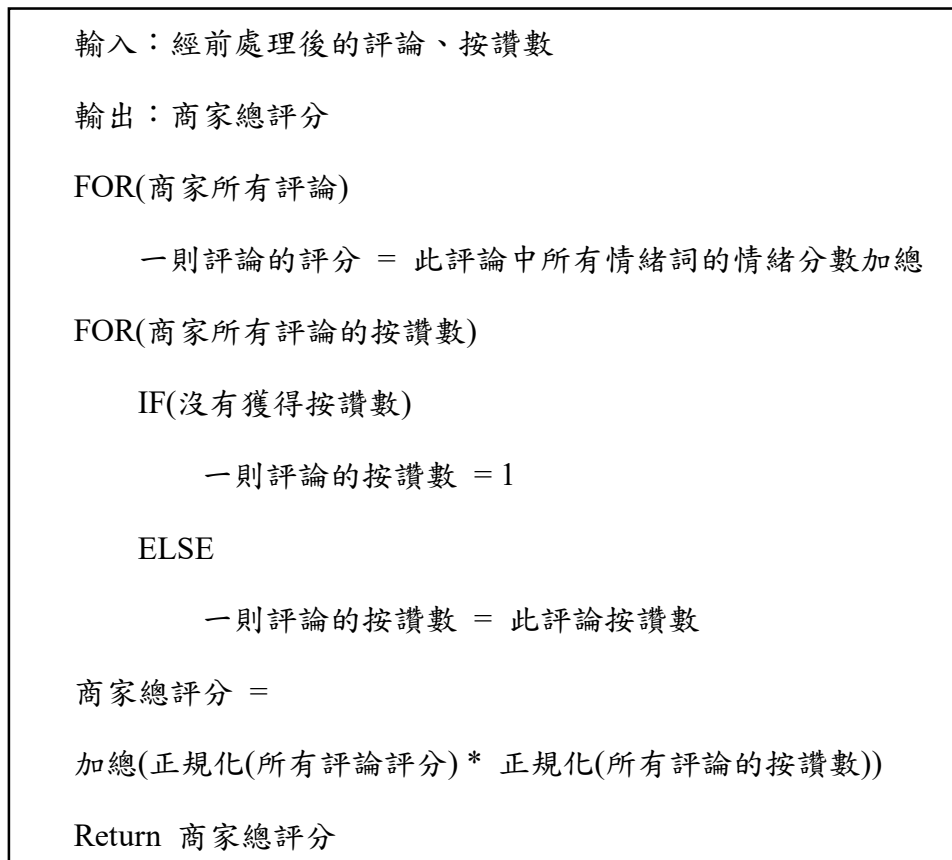 輸入：經前處理後的評論、按讚數
輸出：商家總評分
FOR(商家所有評論)
一則評論的評分 = 此評論中所有情緒詞的情緒分數加總
FOR(商家所有評論的按讚數)
IF(沒有獲得按讚數)
一則評論的按讚數 = 1
ELSE
一則評論的按讚數 = 此評論按讚數
商家總評分 =
加總(正規化(所有評論評分) * 正規化(所有評論的按讚數))
Return 商家總評分